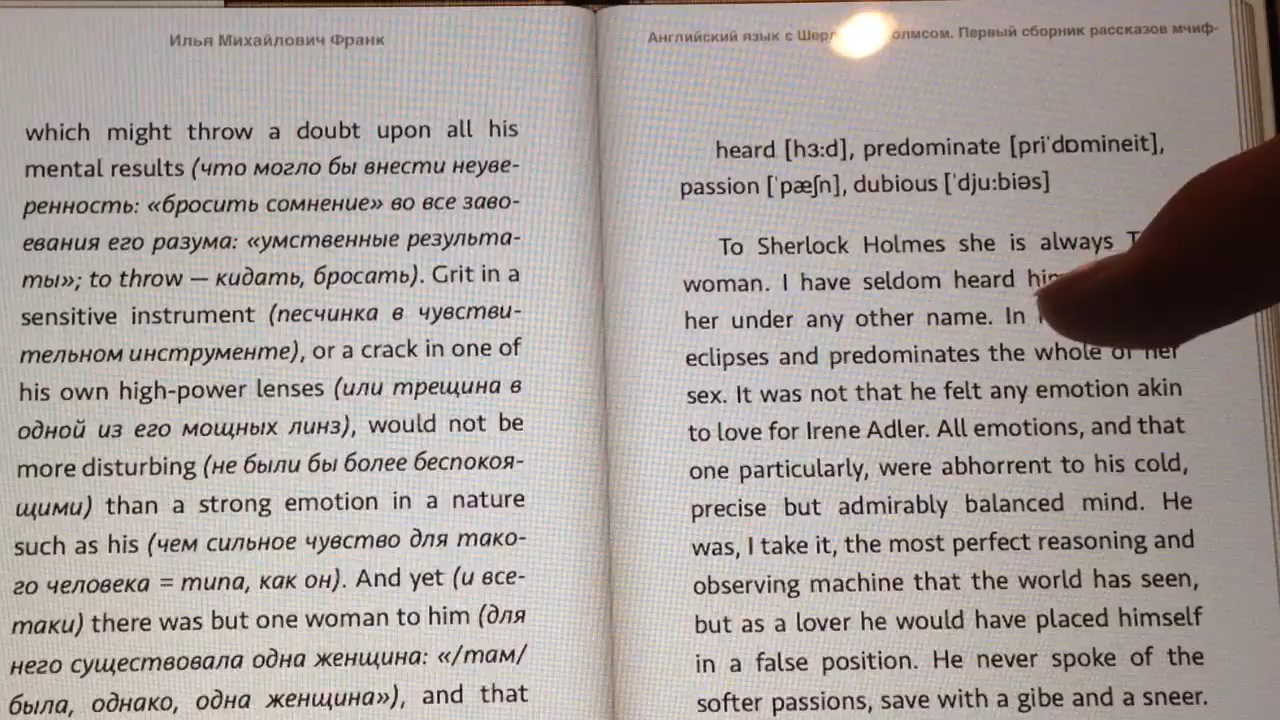 Илья Михайлович Франк
which might throw a doubt upon all his
mental results (что могло бы внести неуве-
ренность: «бросить сомнение» во все заво-
евания его разума: «умственные результа-
ты»; to throw — кидать, бросать). Grit in a
sensitive instrument (песчинка в чувстви-
тельном инструменте), or a crack in one of
his own high-power lenses (или трещина в
одной из его мощных линз), would not be
more disturbing (не были бы более беспокоя-
щими) than a strong emotion in a nature
such as his (чем сильное чувство для тако-
го человека = типа, как он). And yet (и все-
таки) there was but one woman to him (для
него существовала одна женщина: «/там/
была, однако, одна женщина»), and that
Английский язык с Шерл олмсом. Первый сборник рассказов мчиф-
heard [hɜ:d], predominate [pri'dɒmineit],
passion ['pæʃn], dubious ['dju:biəs]
To Sherlock Holmes she is always
woman. I have seldom heard
her under any other name. In
eclipses and predominates the whole of her
sex. It was not that he felt any emotion akin
to love for Irene Adler. All emotions, and that
one particularly, were abhorrent to his cold,
precise but admirably balanced mind. He
was, I take it, the most perfect reasoning and
observing machine that the world has seen,
but as a lover he would have placed himself
in a false position. He never spoke of the
softer passions, save with a gibe and a sneer.